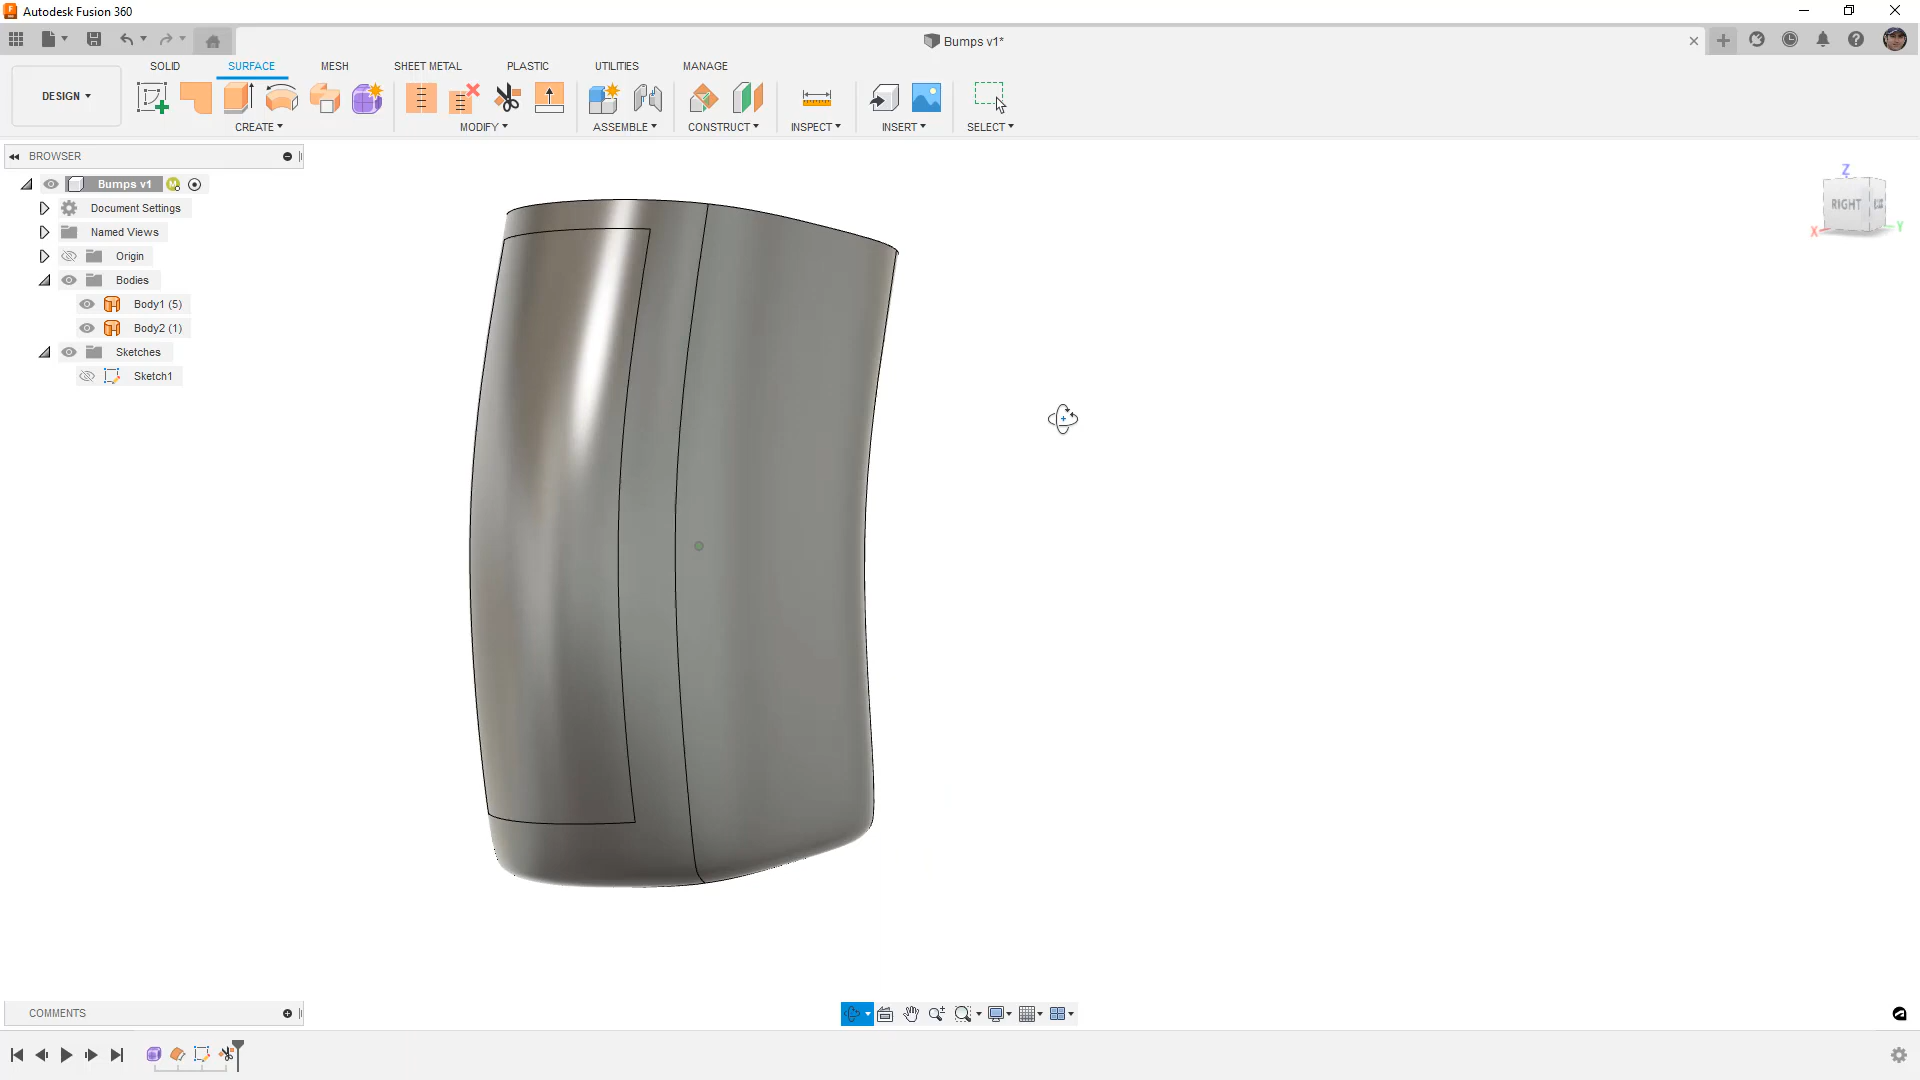 Autodesk Fusion 360
Bumps v1*
SOLID SURFACE MESH SHEET METAL PLASTIC UTILITIES MANAGE
DESIGN
CREATE MODIFY ASSEMBLE CONSTRUCT INSPECT INSERT SELECT
BROWSER
Bumps v1
Document Settings
Named Views
Origin
Bodies
Body1 (5)
Body2 (1)
Sketches
Sketch1
Z
RIGHT
X
Y
COMMENTS